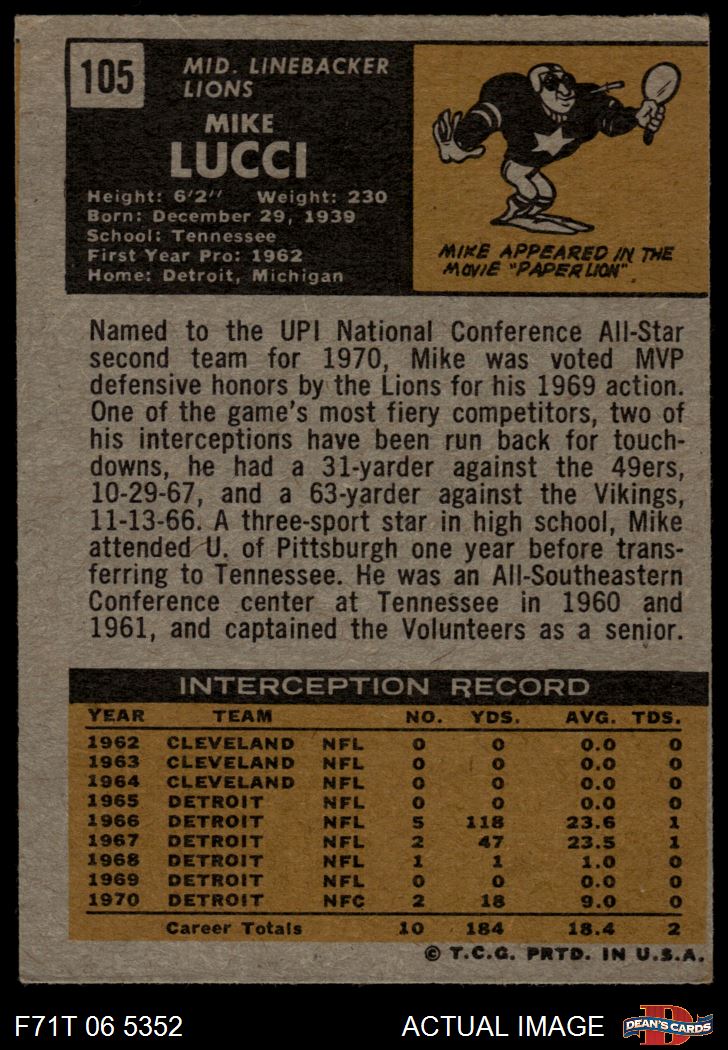 105
MID. LINEBACKER
LIONS
MIKE
LUCCI
Height: 6'2" Weight: 230
Born: December 29, 1939
School: Tennessee
First Year Pro: 1962
Home: Detroit, Michigan
MIKE APPEARED IN THE
MOVIE "PAPER LION".
Named to the UPI National Conference All-Star
second team for 1970, Mike was voted MVP
defensive honors by the Lions for his 1969 action.
One of the game's most fiery competitors, two of
his interceptions have been run back for touch-
downs, he had a 31-yarder against the 49ers,
10-29-67, and a 63-yarder against the Vikings,
11-13-66. A three-sport star in high school, Mike
attended U. of Pittsburgh one year before trans-
ferring to Tennessee. He was an All-Southeastern
Conference center at Tennessee in 1960 and
1961, and captained the Volunteers as a senior.
INTERCEPTION RECORD
YEAR TEAM NO. YDS. AVG. TDS.
1962 CLEVELAND NFL 0 0 0.0 0
1963 CLEVELAND NFL 0 0 0.0 0
1964 CLEVELAND NFL 0 0 0.0 0
1965 DETROIT NFL 0 0 0.0 0
1966 DETROIT NFL 5 118 23.6 1
1967 DETROIT NFL 2 47 23.5 1
1968 DETROIT NFL 1 1 1.0 0
1969 DETROIT NFL 0 0 0.0 0
1970 DETROIT NFC 2 18 9.0 0
Career Totals 10 184 18.4 2
© T.C.G. PRTD. IN U.S.A.
F71T 06 5352 ACTUAL IMAGE
D
DEAN'S CARDS